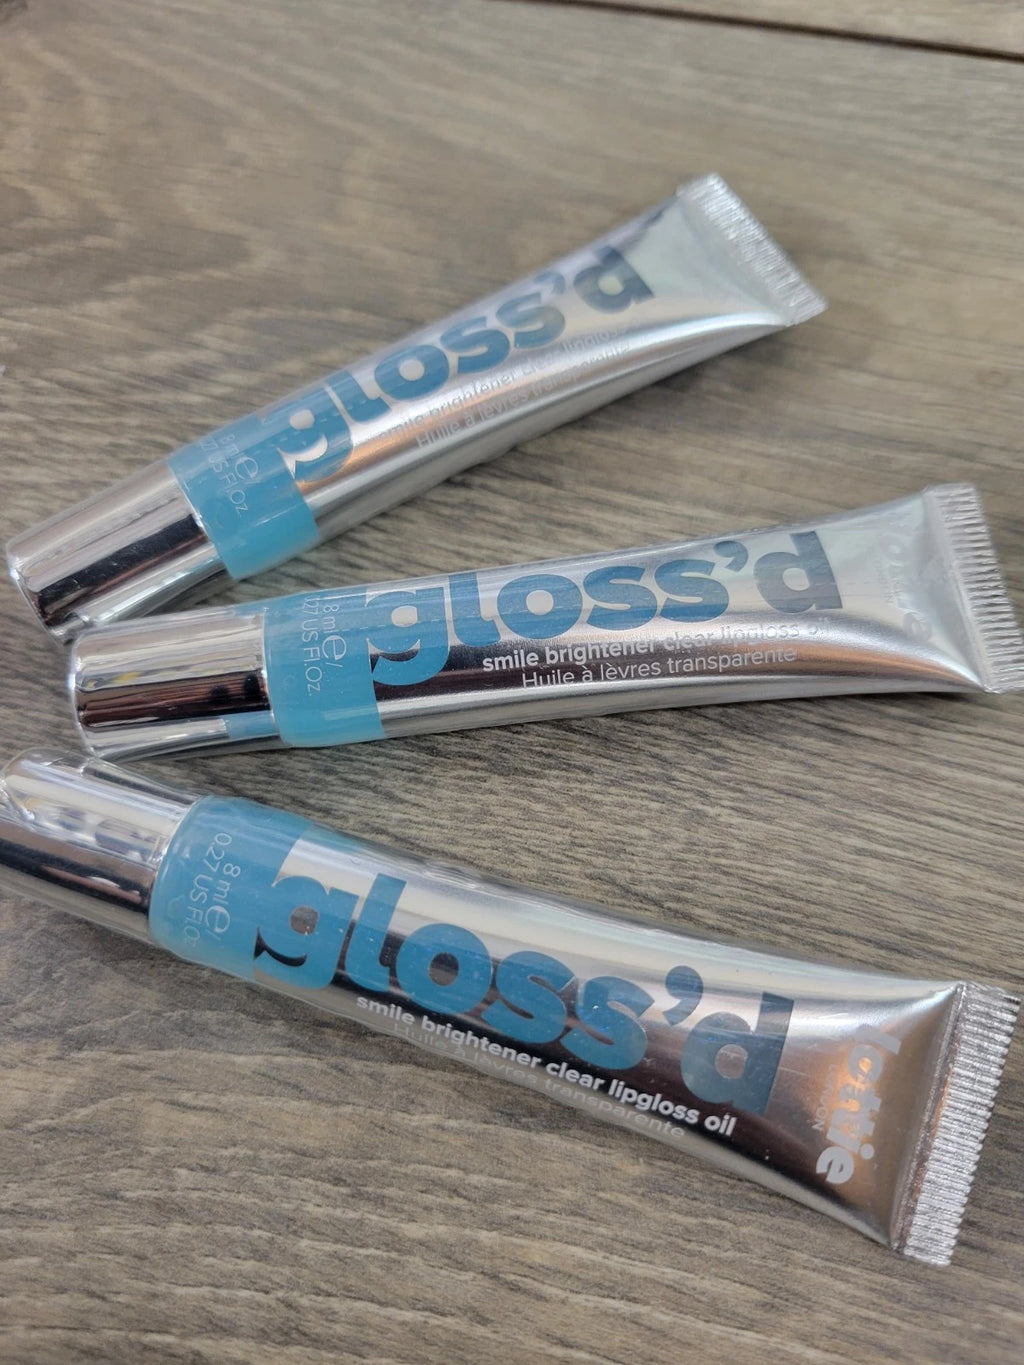 gloss'd
smile brightener clear lipgloss
Huile à lèvres transparente
8 ml e/
0.27 US Fl.Oz.
gloss'd
smile brightener clear lipgloss oil
Huile à lèvres transparente
8 ml e/
0.27 US Fl.Oz.
lottie
gloss'd
smile brightener clear lipgloss oil
Huile à lèvres transparente
8 ml e/
0.27 US Fl.Oz
lottie
LONDON